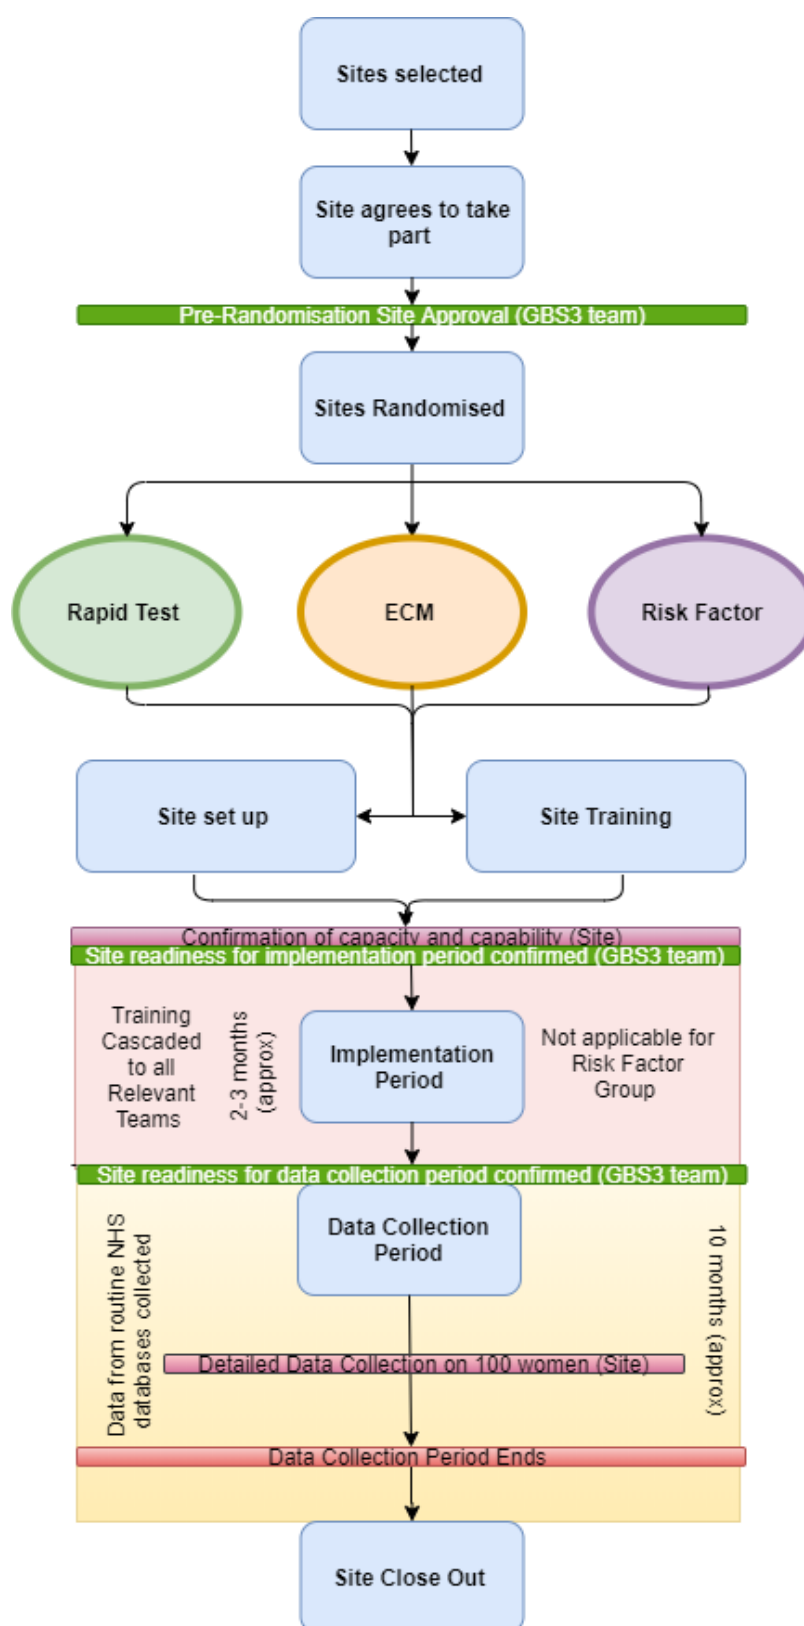 Sites selected
Site agrees to take
part
Pre-Randomisation Site Approval (GBS3 team)
Sites Randomised
Rapid Test
ECM
Risk Factor
Site set up
Site Training
Confirmation of capacity and capability (Site)
Site readiness for implementation period confirmed (GBS3 team)
Training
Cascaded
to all
Relevant
Teams
2-3 months
(approx)
Implementation
Period
Not applicable for
Risk Factor
Group
Site readiness for data collection period confirmed (GBS3 team)
Data from routine NHS
databases collected
Data Collection
Period
10 months (approx)
Detailed Data Collection on 100 women (Site)
Data Collection Period Ends
Site Close Out